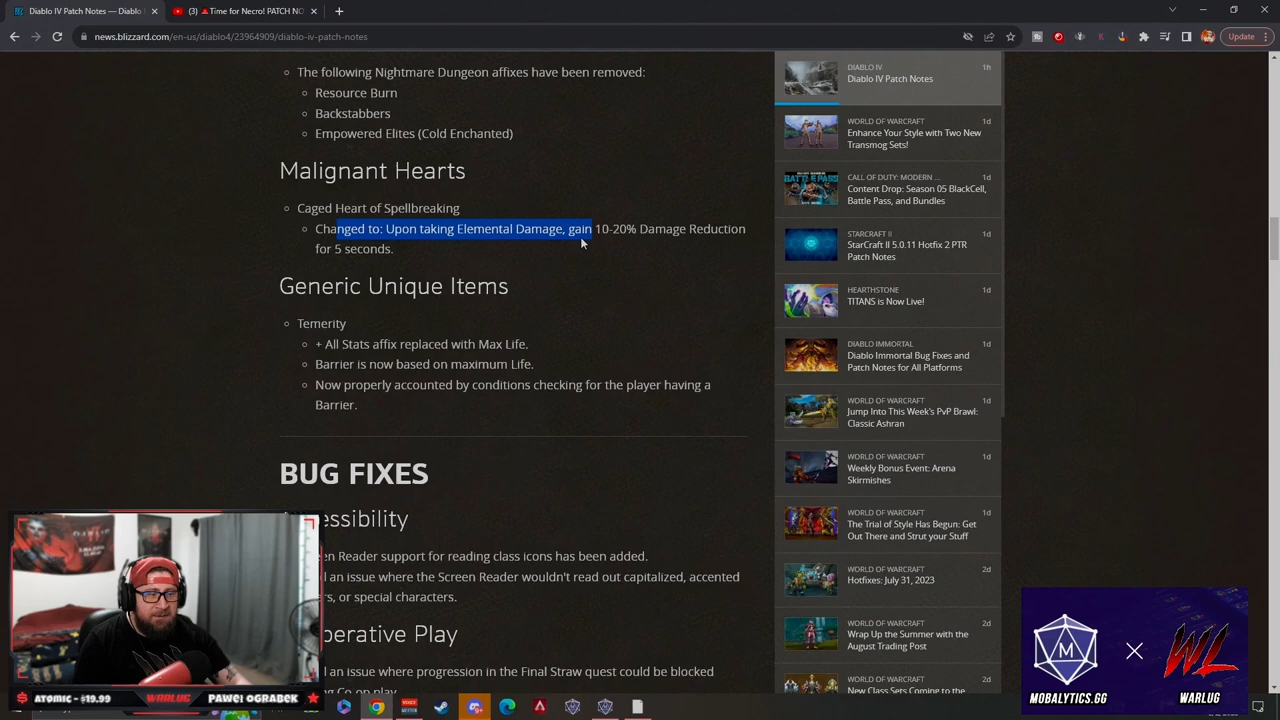 Diablo IV Patch Notes — Diablo I
(3) Time for Necro! PATCH NO
news.blizzard.com/en-us/diablo4/23964909/diablo-iv-patch-notes
Update
The following Nightmare Dungeon affixes have been removed:
Resource Burn
Backstabbers
Empowered Elites (Cold Enchanted)
Malignant Hearts
Caged Heart of Spellbreaking
Changed to: Upon taking Elemental Damage, gain 10-20% Damage Reduction
for 5 seconds.
Generic Unique Items
Temerity
+ All Stats affix replaced with Max Life.
Barrier is now based on maximum Life.
Now properly accounted by conditions checking for the player having a
Barrier.
BUG FIXES
essibility
en Reader support for reading class icons has been added.
l an issue where the Screen Reader wouldn't read out capitalized, accented
rs, or special characters.
perative Play
l an issue where progression in the Final Straw quest could be blocked
DIABLO IV 1h
Diablo IV Patch Notes
WORLD OF WARCRAFT 1d
Enhance Your Style with Two New
Transmog Sets!
CALL OF DUTY: MODERN ... 1d
Content Drop: Season 05 BlackCell,
Battle Pass, and Bundles
STARCRAFT II 1d
StarCraft II 5.0.11 Hotfix 2 PTR
Patch Notes
HEARTHSTONE 1d
TITANS is Now Live!
DIABLO IMMORTAL 1d
Diablo Immortal Bug Fixes and
Patch Notes for All Platforms
WORLD OF WARCRAFT 1d
Jump Into This Week's PvP Brawl:
Classic Ashran
WORLD OF WARCRAFT 1d
Weekly Bonus Event: Arena
Skirmishes
WORLD OF WARCRAFT 1d
The Trial of Style Has Begun: Get
Out There and Strut your Stuff
WORLD OF WARCRAFT 2d
Hotfixes: July 31, 2023
WORLD OF WARCRAFT 2d
Wrap Up the Summer with the
August Trading Post
WORLD OF WARCRAFT 2d
New Class Sets Coming to the
ATOMIC - $19.99 WARLUG PAWEL OGRABEK
M
WL
MOBALYTICS.GG
WARLUG